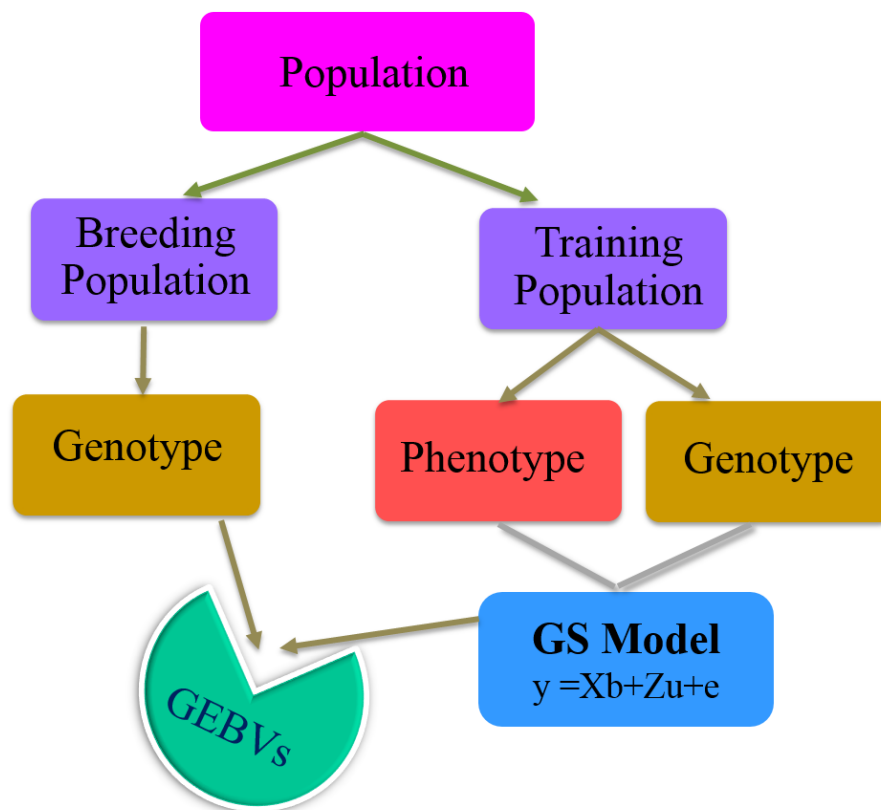 Population
Breeding
Population
Training
Population
Genotype
Phenotype
Genotype
GS Model
y =Xb+Zu+e
GEBVs